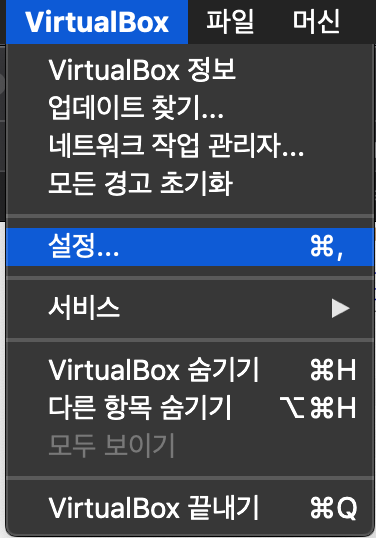 VirtualBox 파일 머신
VirtualBox 정보
업데이트 찾기...
네트워크 작업 관리자...
모든 경고 초기화
설정... ⌘,
서비스 ▶
VirtualBox 숨기기 ⌘H
다른 항목 숨기기 ⌥⌘H
모두 보이기
VirtualBox 끝내기 ⌘Q